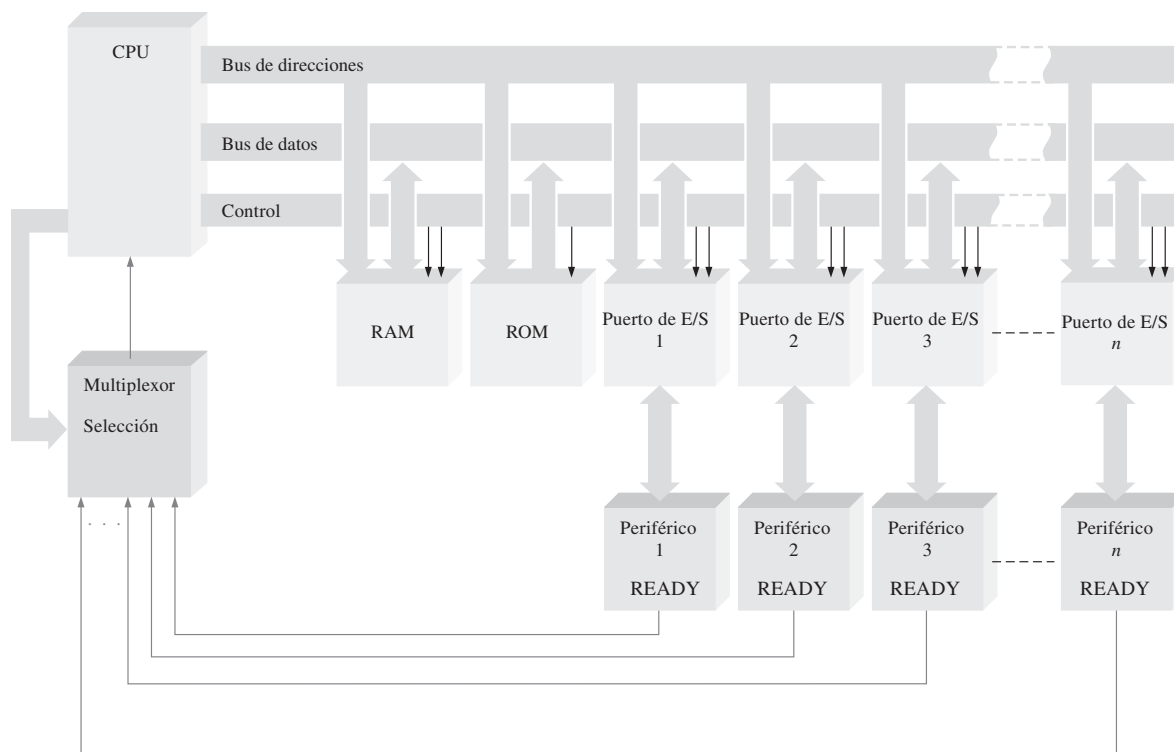 CPU
Bus de direcciones
Bus de datos
Control
RAM
ROM
Puerto de E/S
1
Puerto de E/S
2
Puerto de E/S
3
Puerto de E/S
n
Multiplexor
Selección
. . .
Periférico
1
READY
Periférico
2
READY
Periférico
3
READY
Periférico
n
READY